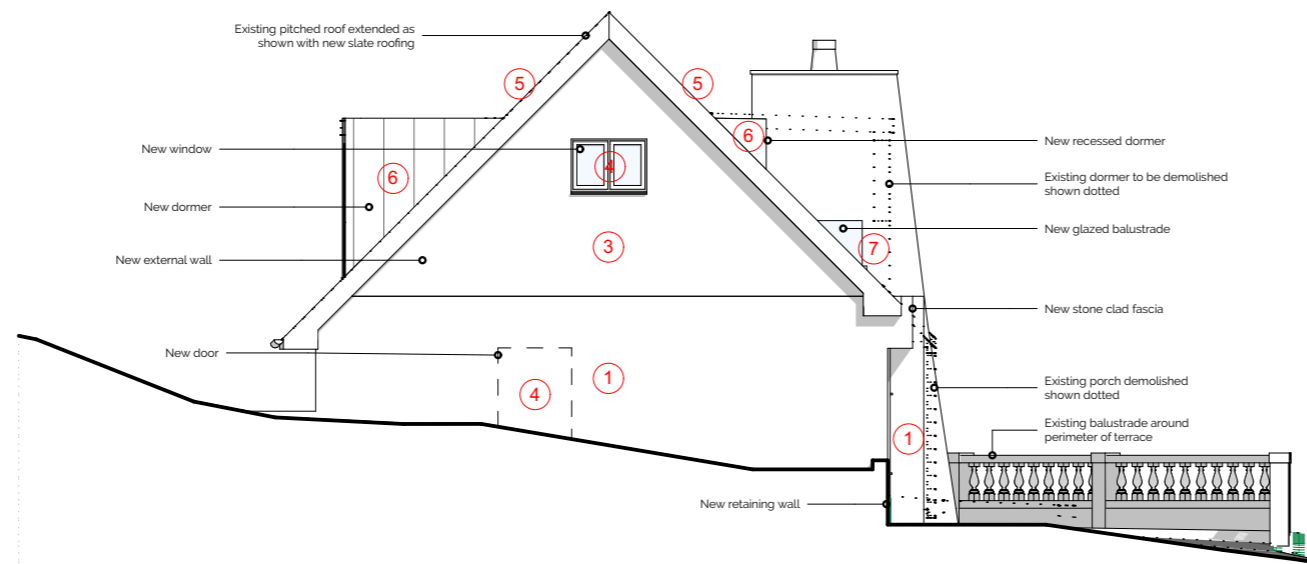 Existing pitched roof extended as
shown with new slate roofing
5
5
New window
4
6
New recessed dormer
6
Existing dormer to be demolished
shown dotted
New dormer
New glazed balustrade
3
7
New external wall
New stone clad fascia
New door
4
1
Existing porch demolished
shown dotted
1
Existing balustrade around
perimeter of terrace
New retaining wall